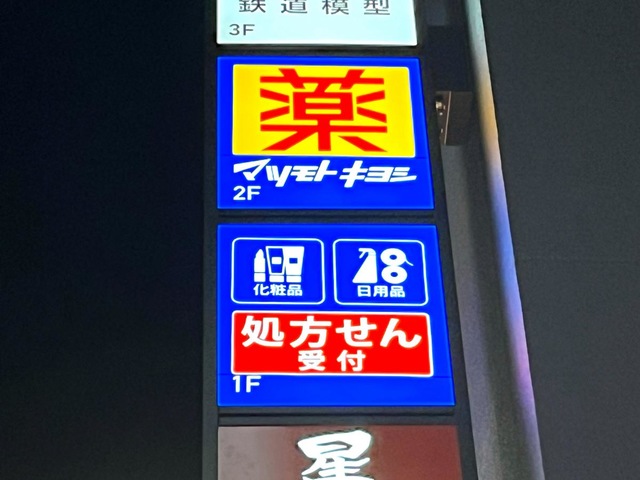 鉄道模型
3F
薬
マツモトキヨシ
2F
化粧品 日用品
処方せん
受付
1F
星